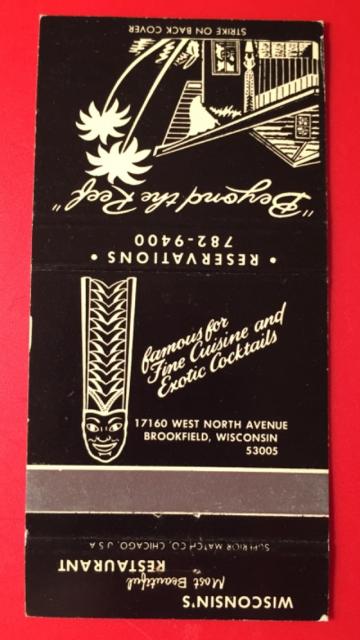 • RESERVATIONS •
782-9400
"Beyond the Reef"
STRIKE ON BACK COVER
famous for
Fine Cuisine and
Exotic Cocktails
17160 WEST NORTH AVENUE
BROOKFIELD, WISCONSIN
53005
WISCONSIN'S
Most Beautiful
RESTAURANT
SUPERIOR MATCH CO., CHICAGO, U.S.A